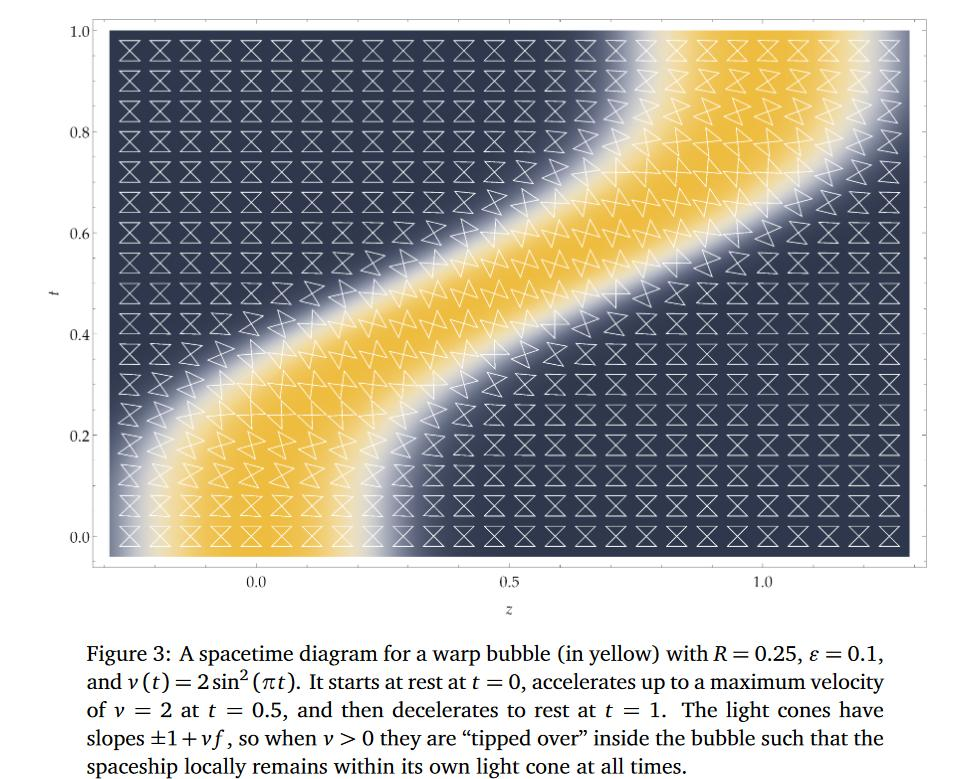 1.0
0.8
0.6
t
0.4
0.2
0.0
0.0 0.5 1.0
z
Figure 3: A spacetime diagram for a warp bubble (in yellow) with R = 0.25, ε = 0.1,
and v(t) = 2 sin² (πt). It starts at rest at t = 0, accelerates up to a maximum velocity
of v = 2 at t = 0.5, and then decelerates to rest at t = 1. The light cones have
slopes ±1 + v f, so when v > 0 they are “tipped over” inside the bubble such that the
spaceship locally remains within its own light cone at all times.